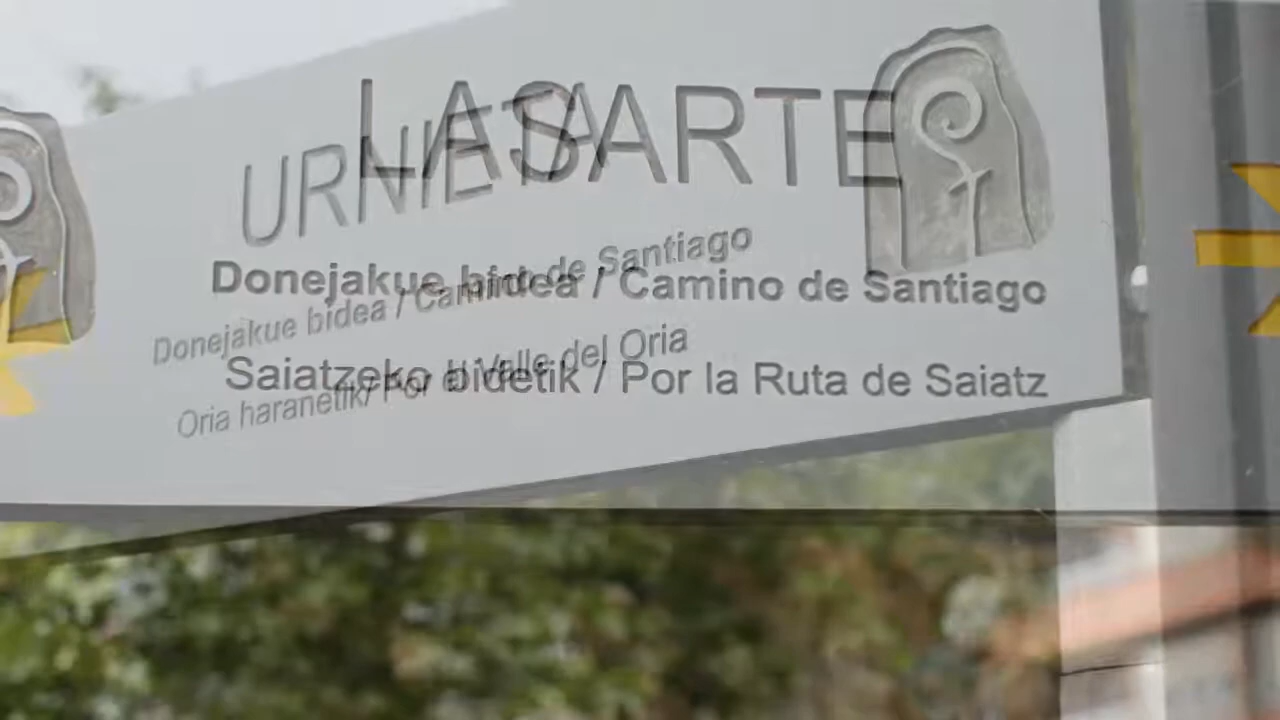 LASARTE
URNIETA
Donejakue bidea / Camino de Santiago
Donejakue bidea / Camino de Santiago
Saiatzeko bidetik / Por la Ruta de Saiatz
Oria haranetik/ Por el Valle del Oria